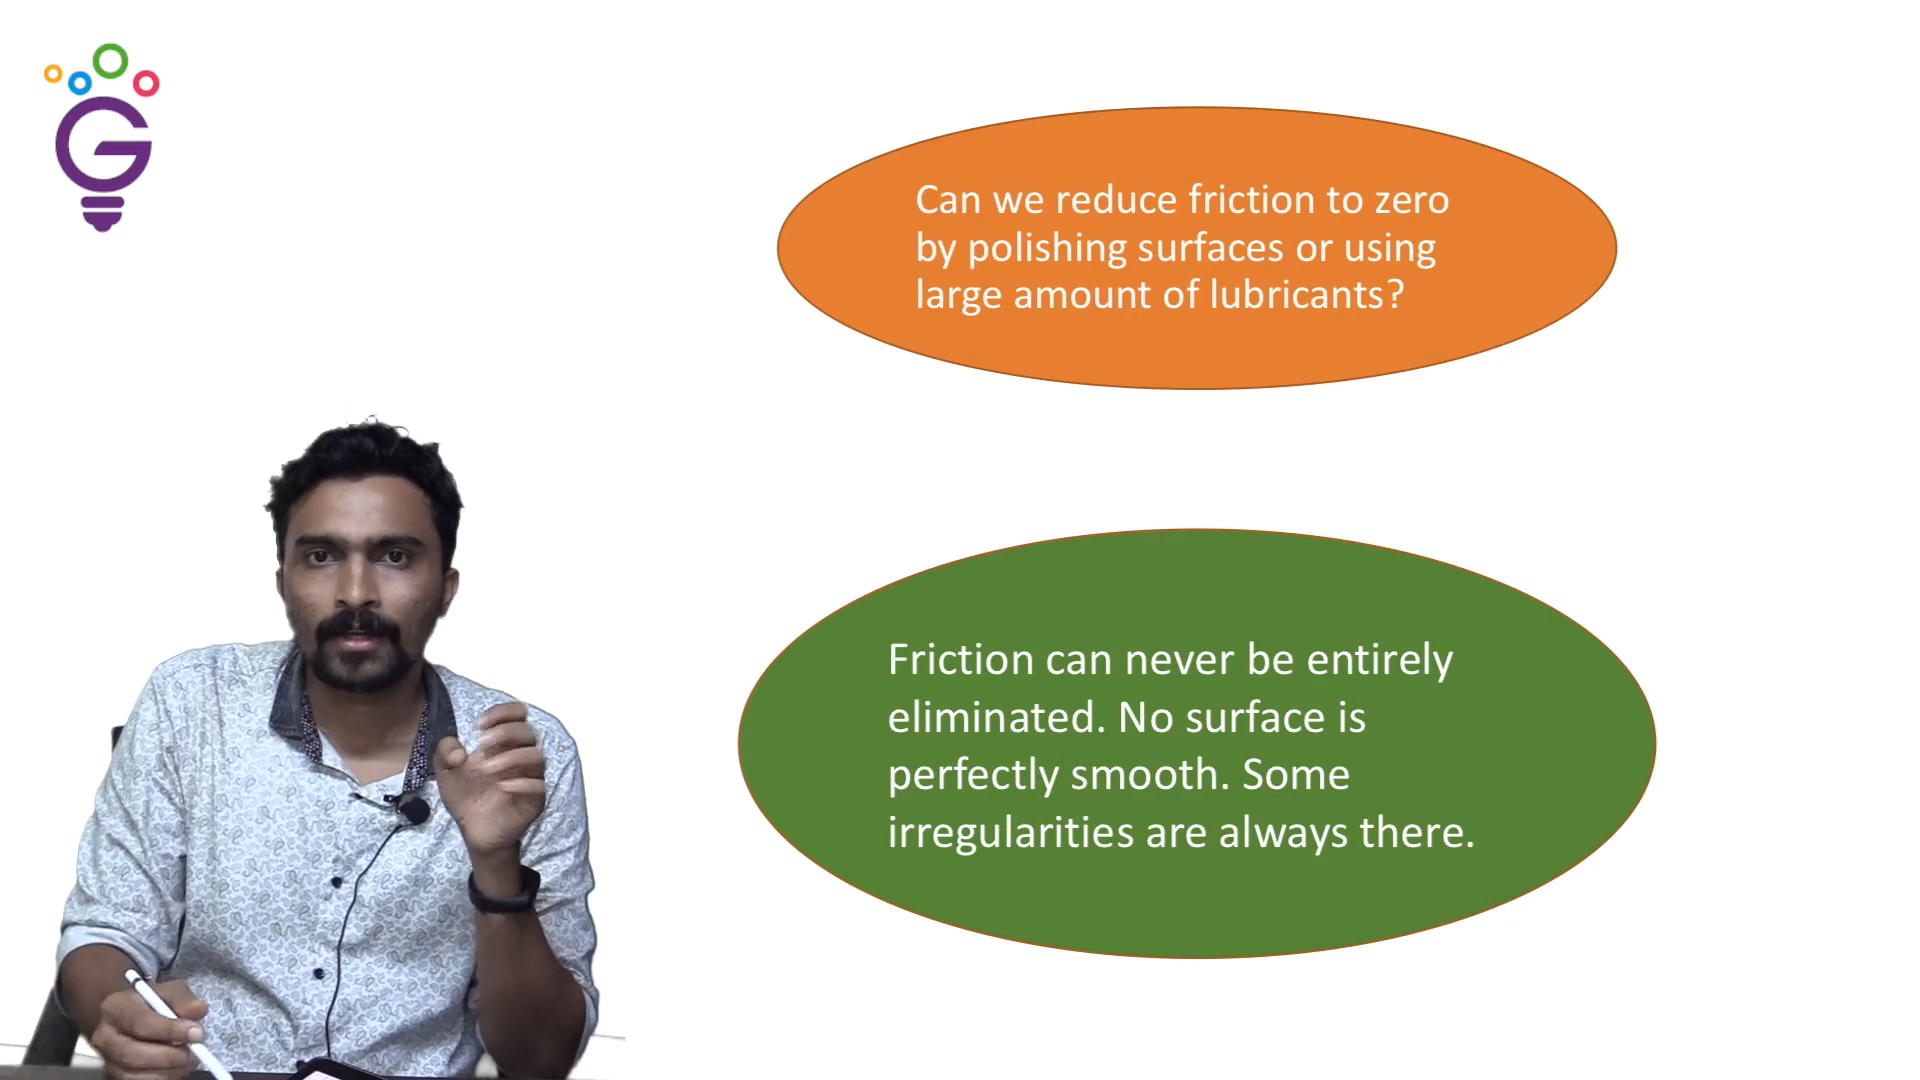 Can we reduce friction to zero
by polishing surfaces or using
large amount of lubricants?
Friction can never be entirely
eliminated. No surface is
perfectly smooth. Some
irregularities are always there.